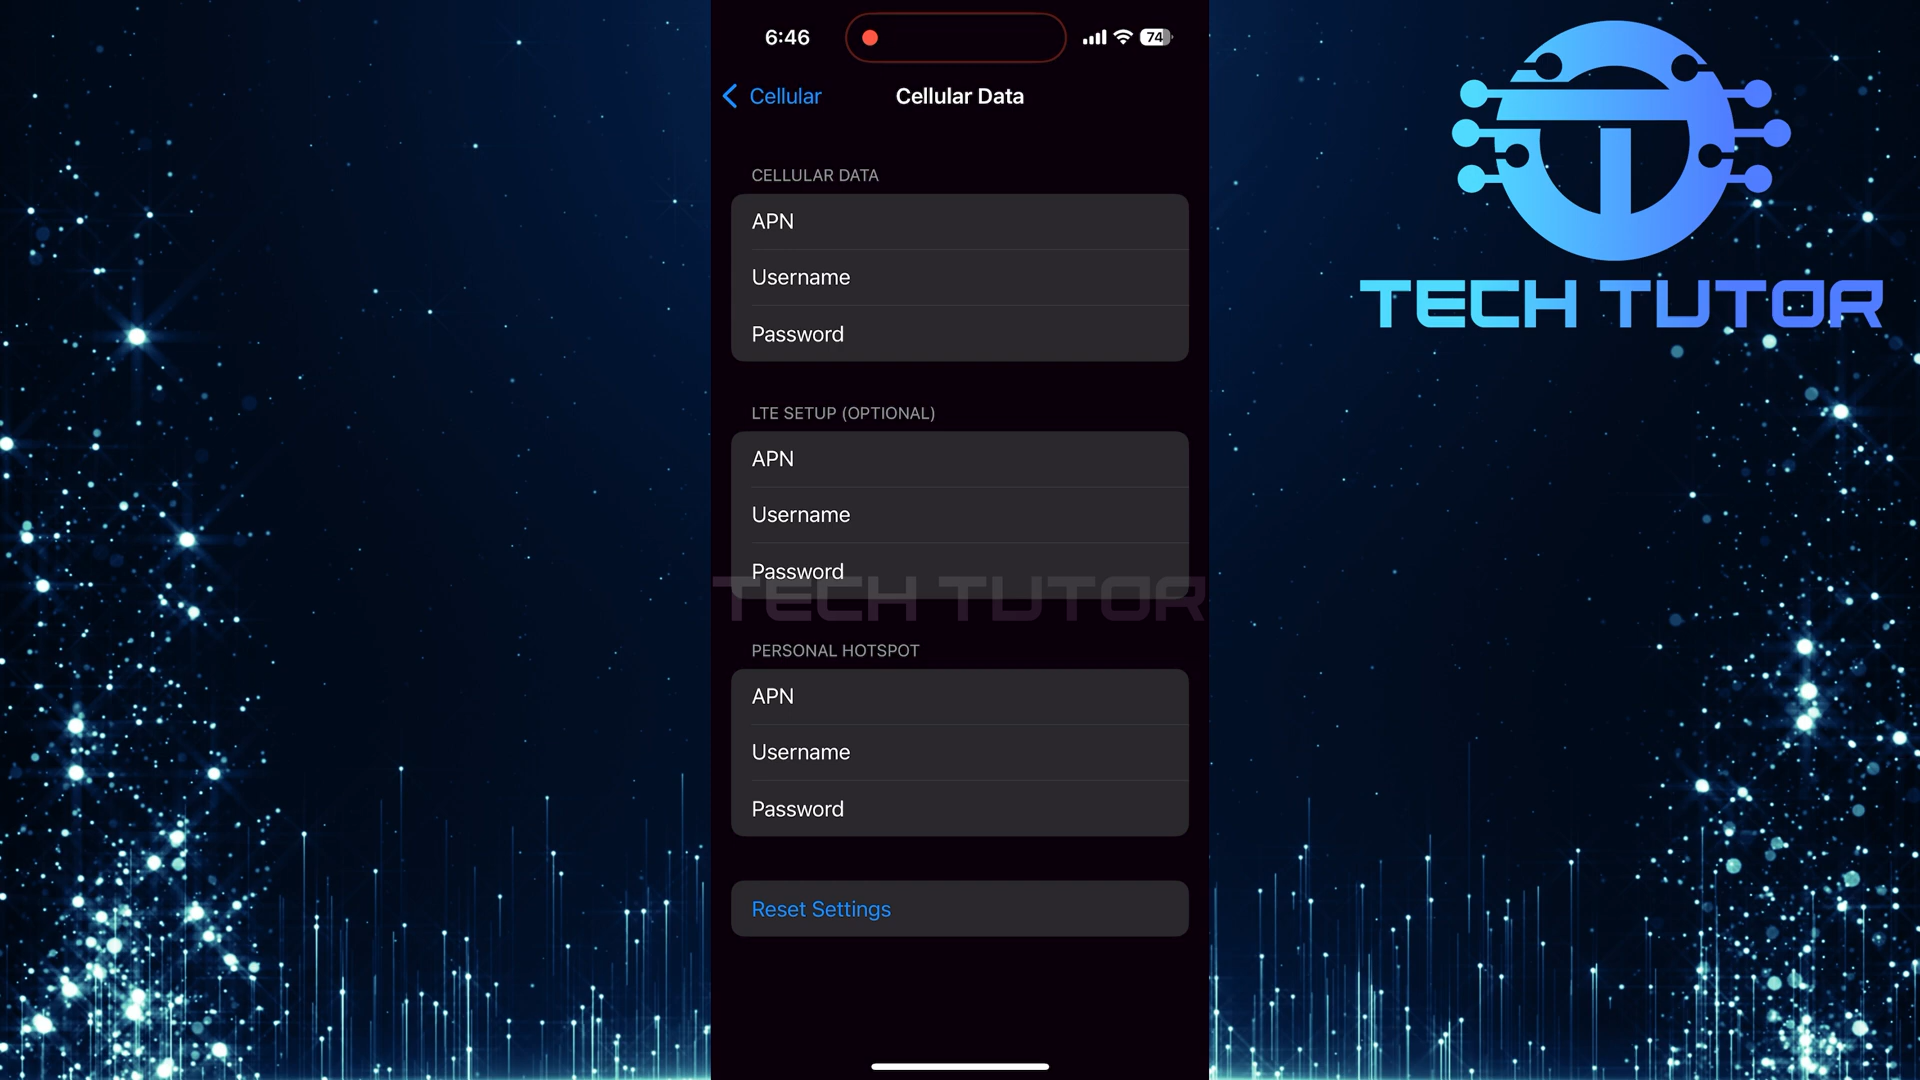 6:46
74
Cellular
Cellular Data
CELLULAR DATA
APN
Username
Password
LTE SETUP (OPTIONAL)
APN
Username
Password
TECH TUTOR
PERSONAL HOTSPOT
APN
Username
Password
Reset Settings
TECH TUTOR